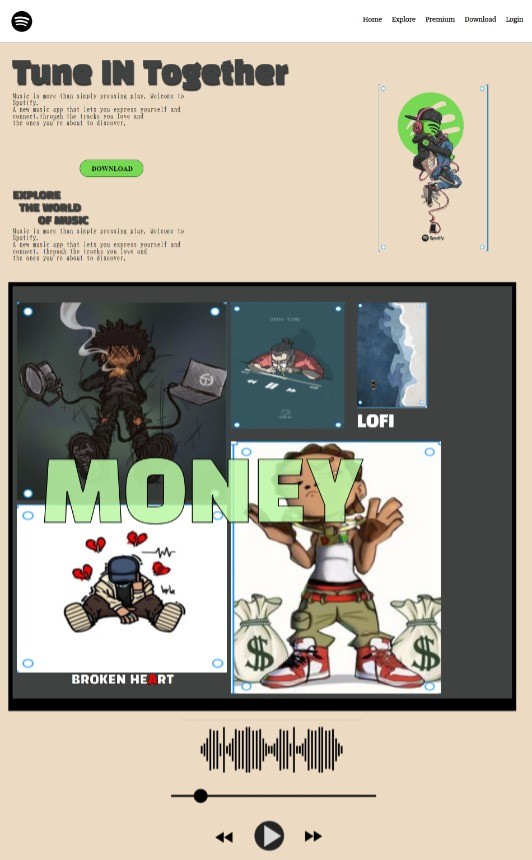 Home Explore Premium Download Login
Tune IN Together
Music is more than simply pressing play. Welcome to
Spotify.
A new music app that lets you express yourself and
connect,through the tracks you love and
the ones you're about to discover.
DOWNLOAD
EXPLORE
THE WORLD
OF MUSIC
Music is more than simply pressing play. Welcome to
Spotify.
A new music app that lets you express yourself and
connect, through the tracks you love and
the ones you're about to discover.
Spotify
LOFI
MONEY
$ $
BROKEN HEART